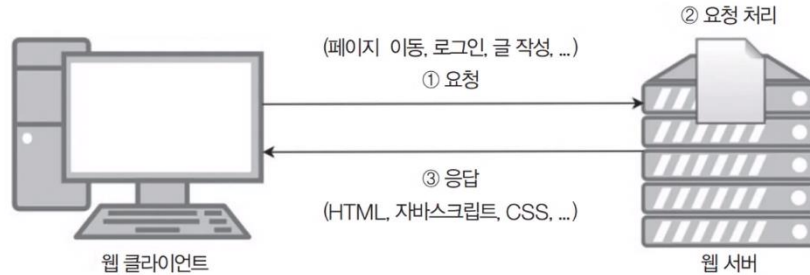 ② 요청 처리
(페이지 이동, 로그인, 글 작성, ...)
① 요청
③ 응답
(HTML, 자바스크립트, CSS, ...)
웹 클라이언트
웹 서버